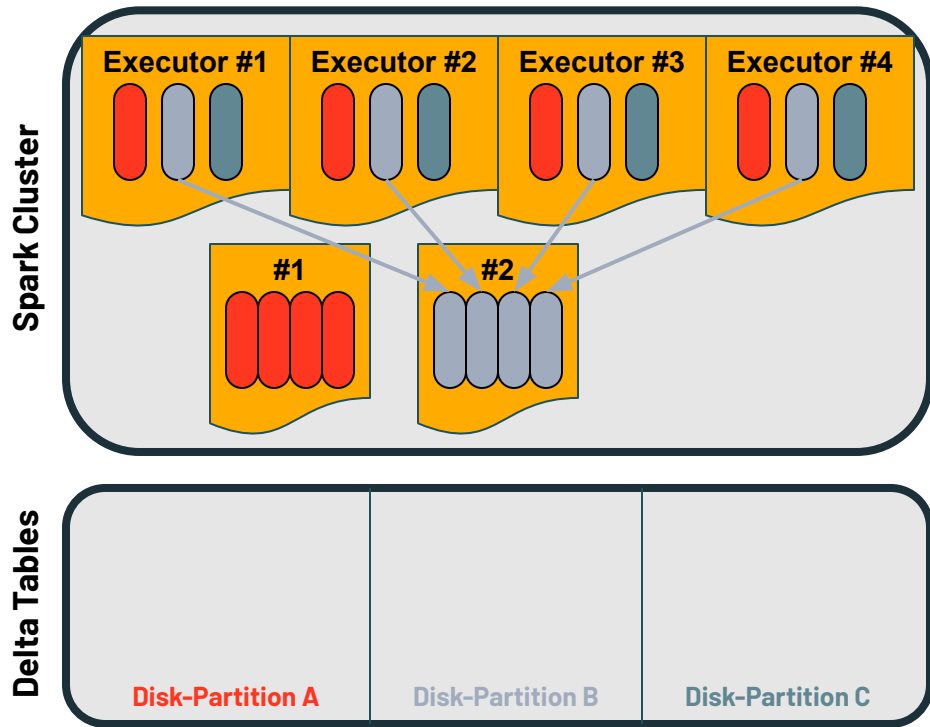 Spark Cluster
Executor #1
Executor #2
Executor #3
Executor #4
#1
#2
Delta Tables
Disk-Partition A
Disk-Partition B
Disk-Partition C